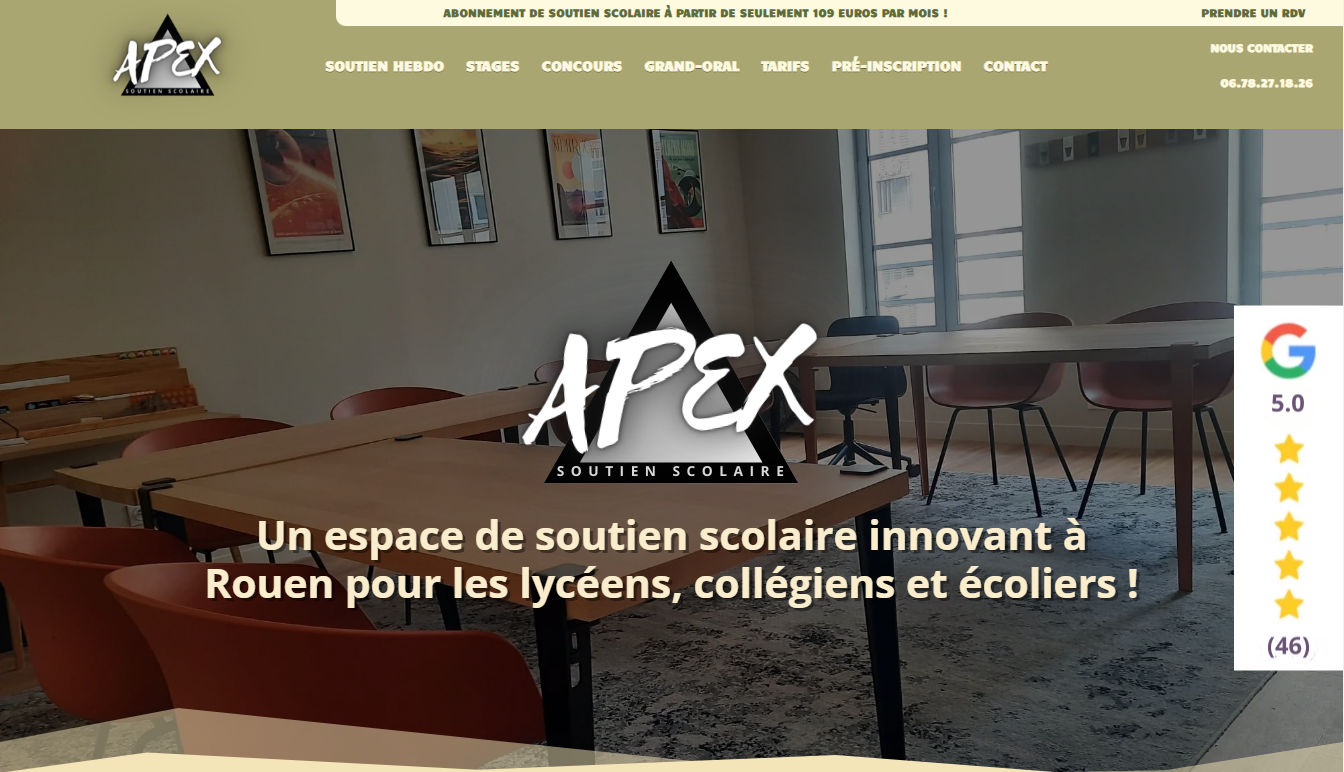 ABONNEMENT DE SOUTIEN SCOLAIRE À PARTIR DE SEULEMENT 109 EUROS PAR MOIS !
PRENDRE UN RDV
APEX
SOUTIEN SCOLAIRE
SOUTIEN HEBDO STAGES CONCOURS GRAND-ORAL TARIFS PRÉ-INSCRIPTION CONTACT
NOUS CONTACTER
06.78.27.18.26
APEX
SOUTIEN SCOLAIRE
Un espace de soutien scolaire innovant à
Rouen pour les lycéens, collégiens et écoliers !
G
5.0
(46)